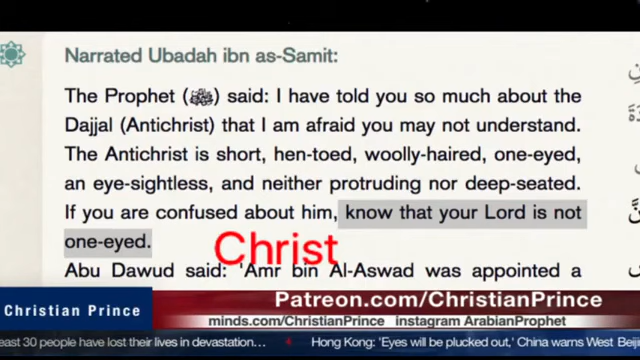 Narrated Ubadah ibn as-Samit:
The Prophet (ﷺ) said: I have told you so much about the
Dajjal (Antichrist) that I am afraid you may not understand.
The Antichrist is short, hen-toed, woolly-haired, one-eyed,
an eye-sightless, and neither protruding nor deep-seated.
If you are confused about him, know that your Lord is not
one-eyed.
Christ
Abu Dawud said: 'Amr bin Al-Aswad was appointed a
Christian Prince
Patreon.com/ChristianPrince
minds.com/ChristianPrince instagram ArabianProphet
east 30 people have lost their lives in devastation Hong Kong: 'Eyes will be plucked out,' China warns West Beiji